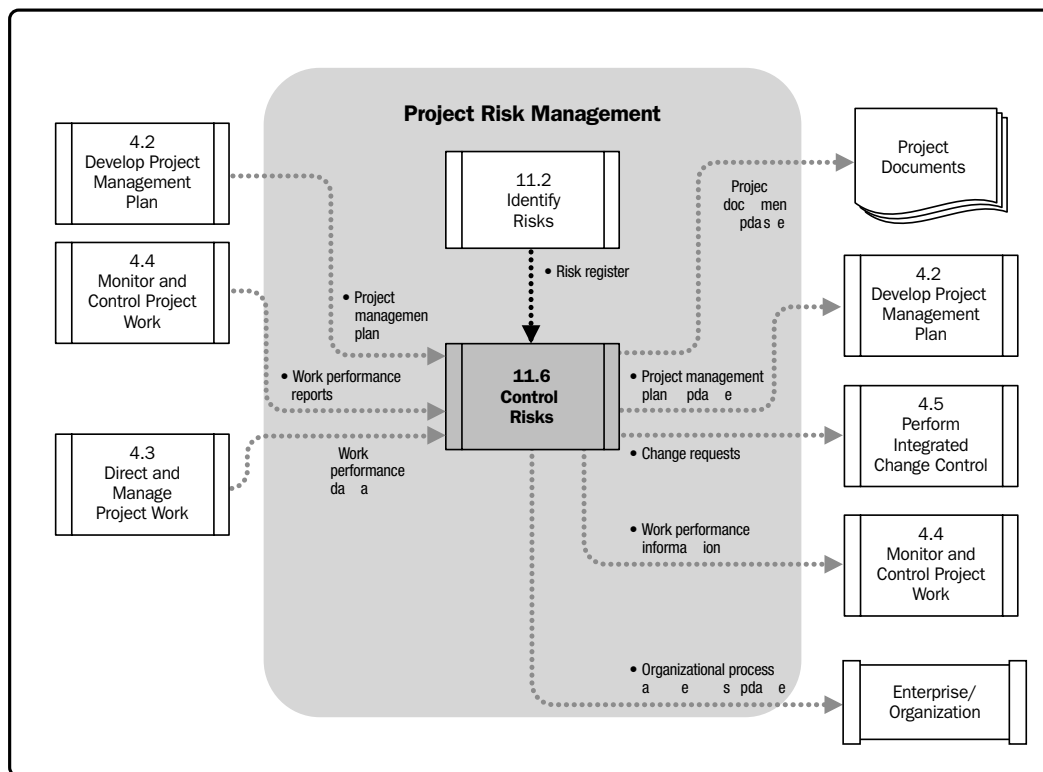 Project Risk Management
4.2
Develop Project
Management
Plan
4.4
Monitor and
Control Project
Work
4.3
Direct and
Manage
Project Work
11.2
Identify
Risks
• Risk register
• Project
managemen
plan
• Work performance
reports
Work
performance
da a
11.6
Control
Risks
Projec
doc men
pdas e
• Project management
plan pda e
• Change requests
• Work performance
informa ion
• Organizational process
a e s pda e
Project
Documents
4.2
Develop Project
Management
Plan
4.5
Perform
Integrated
Change Control
4.4
Monitor and
Control Project
Work
Enterprise/
Organization